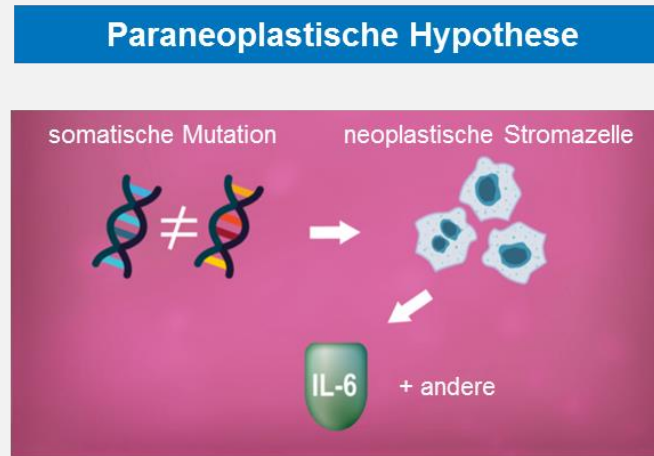 Paraneoplastische Hypothese
somatische Mutation
neoplastische Stromazelle
≠
IL-6
+ andere